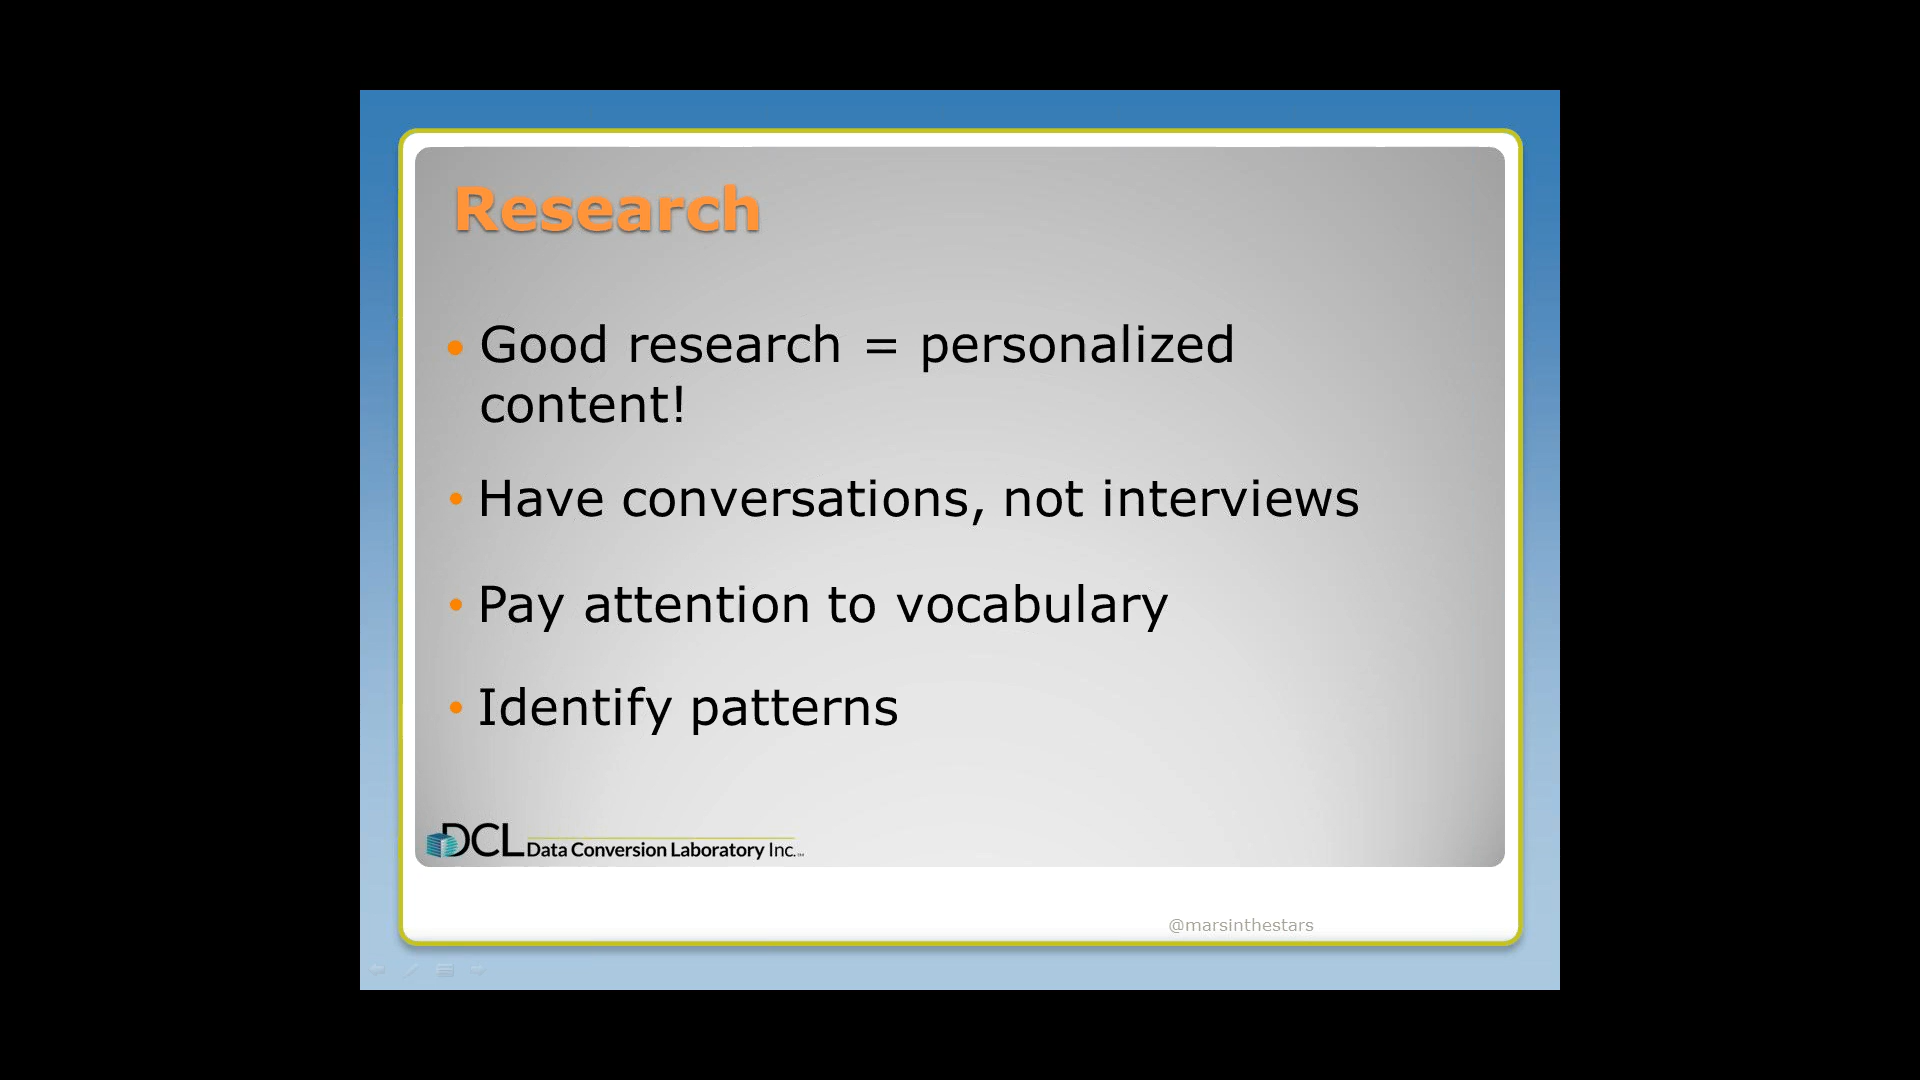 Research
• Good research = personalized
content!
• Have conversations, not interviews
• Pay attention to vocabulary
• Identify patterns
DCL Data Conversion Laboratory Inc.™
@marsinthestars